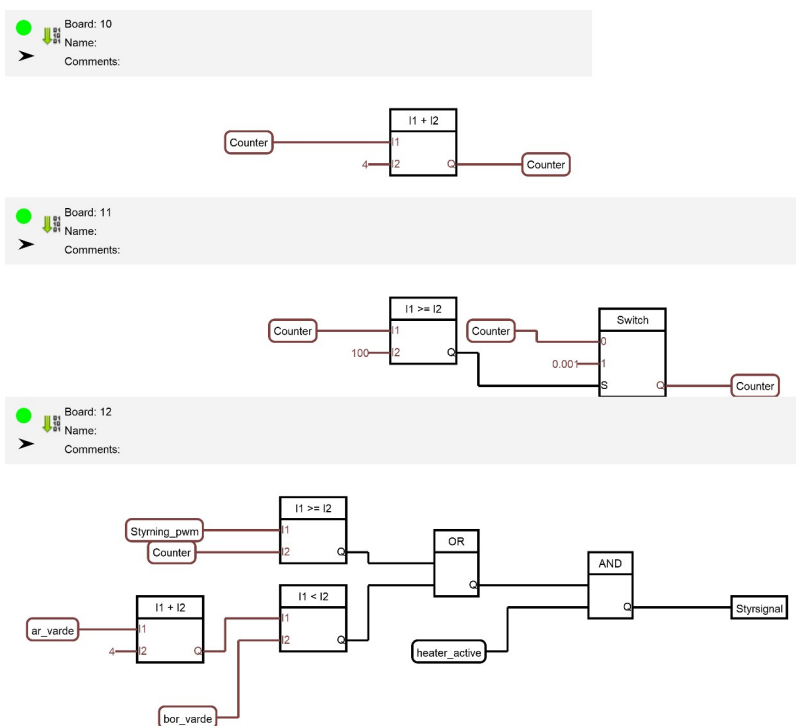 Board: 10
Name:
Comments:
I1 + I2
Counter
I1
4
I2
Q
Counter
Board: 11
Name:
Comments:
I1 >= I2
Switch
Counter
I1
Counter
0
100
I2
Q
0.001
1
S
Q
Counter
Board: 12
Name:
Comments:
I1 >= I2
Styrning_pwm
I1
OR
Counter
I2
Q
AND
Q
I1 + I2
I1 < I2
ar_varde
I1
I1
Q
Styrsignal
4
I2
Q
I2
Q
heater_active
bor_varde